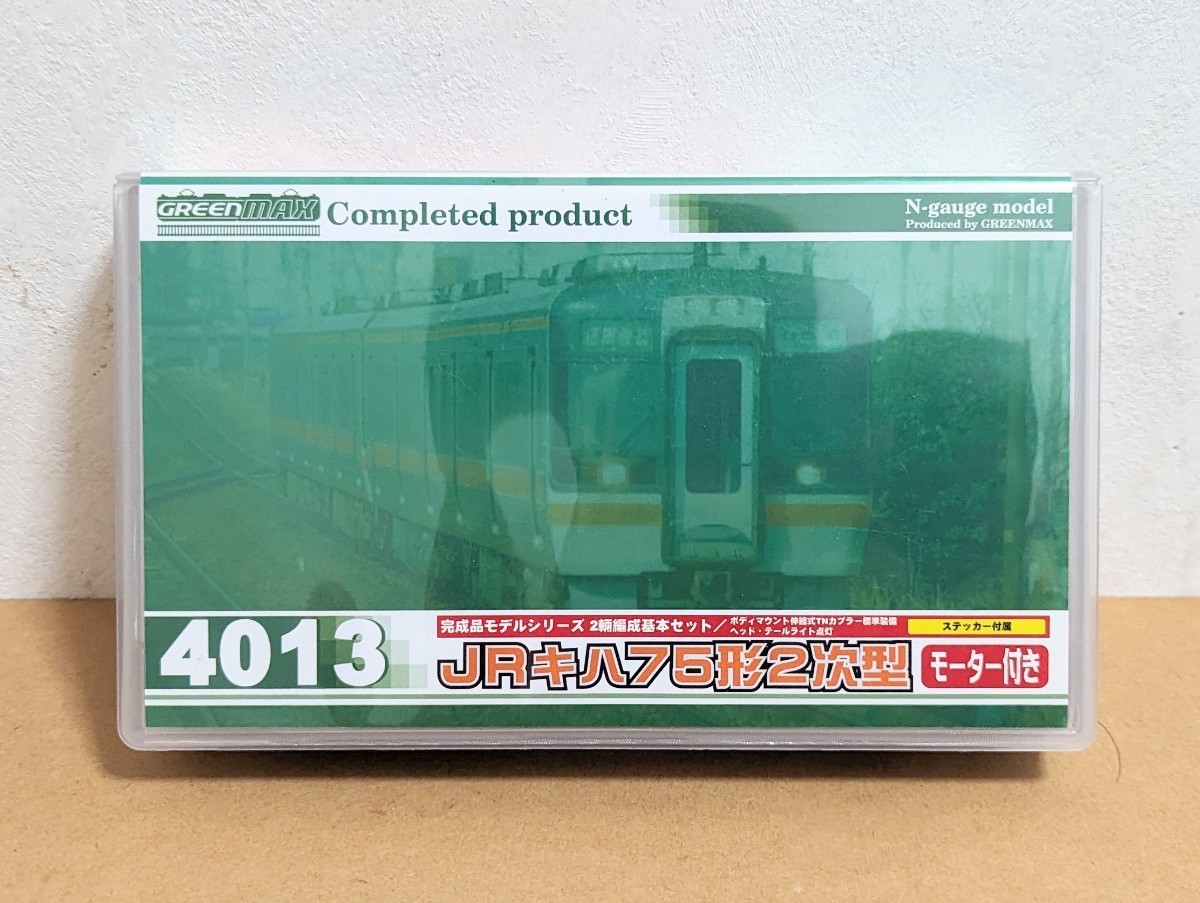 GREENMAX Completed product
N-gauge model
Produced by GREENMAX
4013
完成品モデルシリーズ 2輌編成基本セット/
ボディマウント伸縮式TNカプラー標準装備
ヘッド・テールライト点灯
ステッカー付属
JRキハ75形2次型
モーター付き